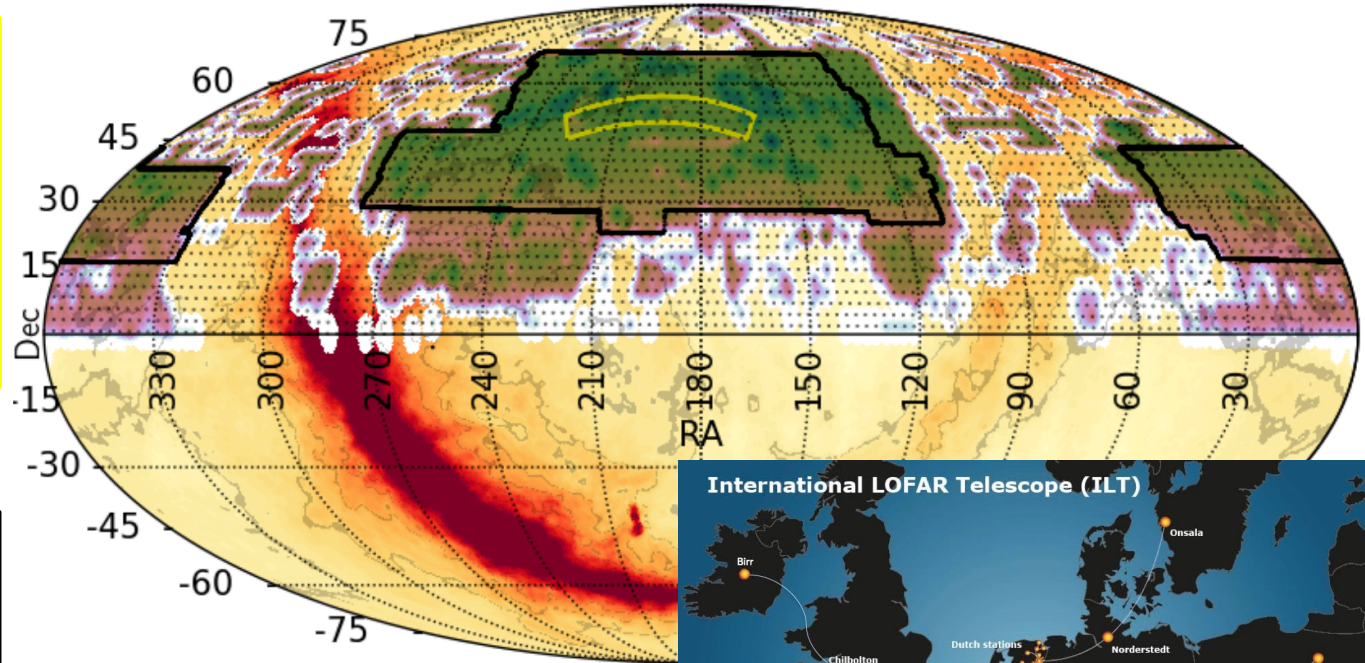 75
60
45
30
15
Dec
-15
-30
-45
-60
-75
330
300
270
240
210
180
150
120
90
60
30
RA
International LOFAR Telescope (ILT)
Onsala
Birr
Dutch stations
Norderstedt
Chilbolton